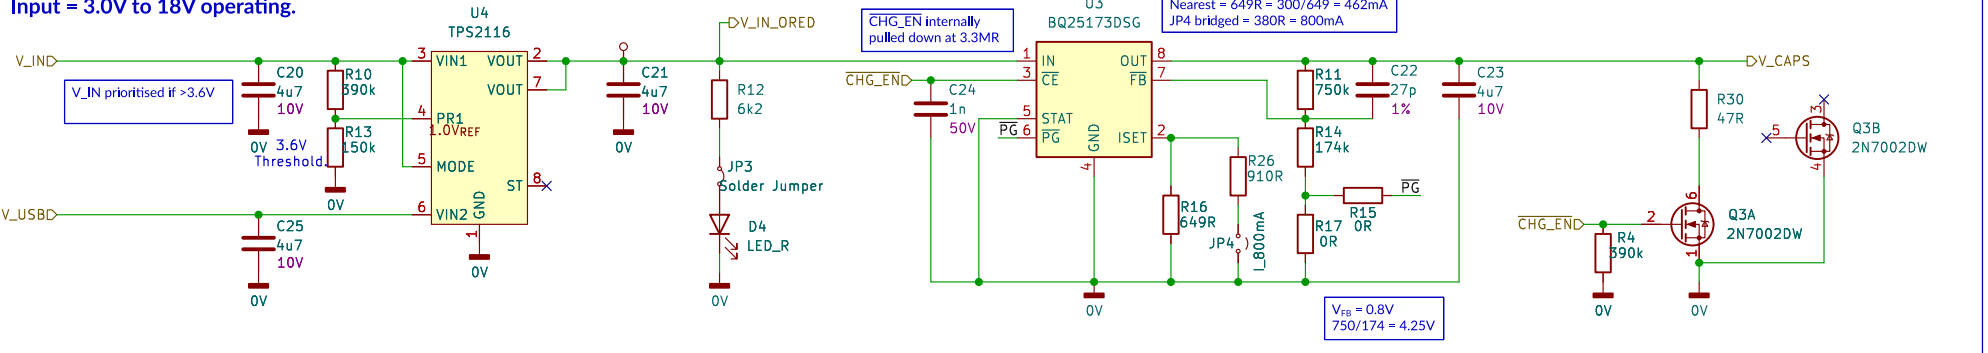 Input = 3.0V to 18V operating.
U4
TPS2116
V_IN
V_IN prioritised if >3.6V
C20
4u7
10V
0V
R10
390k
R13
150k
3.6V
Threshold.
0V
3 VIN1
4 PR1
1.0VREF
5 MODE
6 VIN2
VOUT 2
VOUT 7
ST 8
GND
1
0V
V_USB
C25
4u7
10V
0V
C21
4u7
10V
0V
V_IN_ORED
R12
6k2
JP3
Solder Jumper
D4
LED_R
0V
CHG_EN internally
pulled down at 3.3MR
CHG_EN
C24
1n
50V
U3
BQ25173DSG
1 IN
3 CE
5 STAT
PG 6 PG
OUT 8
FB 7
ISET 2
GND
4
0V
Nearest = 649R = 300/649 = 462mA
JP4 bridged = 380R = 800mA
R16
649R
R26
910R
JP4
I_800mA
R11
750k
R14
174k
R17
0R
R15
0R
PG
C22
27p
1%
C23
4u7
10V
VFB = 0.8V
750/174 = 4.25V
V_CAPS
R30
47R
3
5
4
Q3B
2N7002DW
CHG_EN
R4
390k
0V
2
6
1
Q3A
2N7002DW
0V